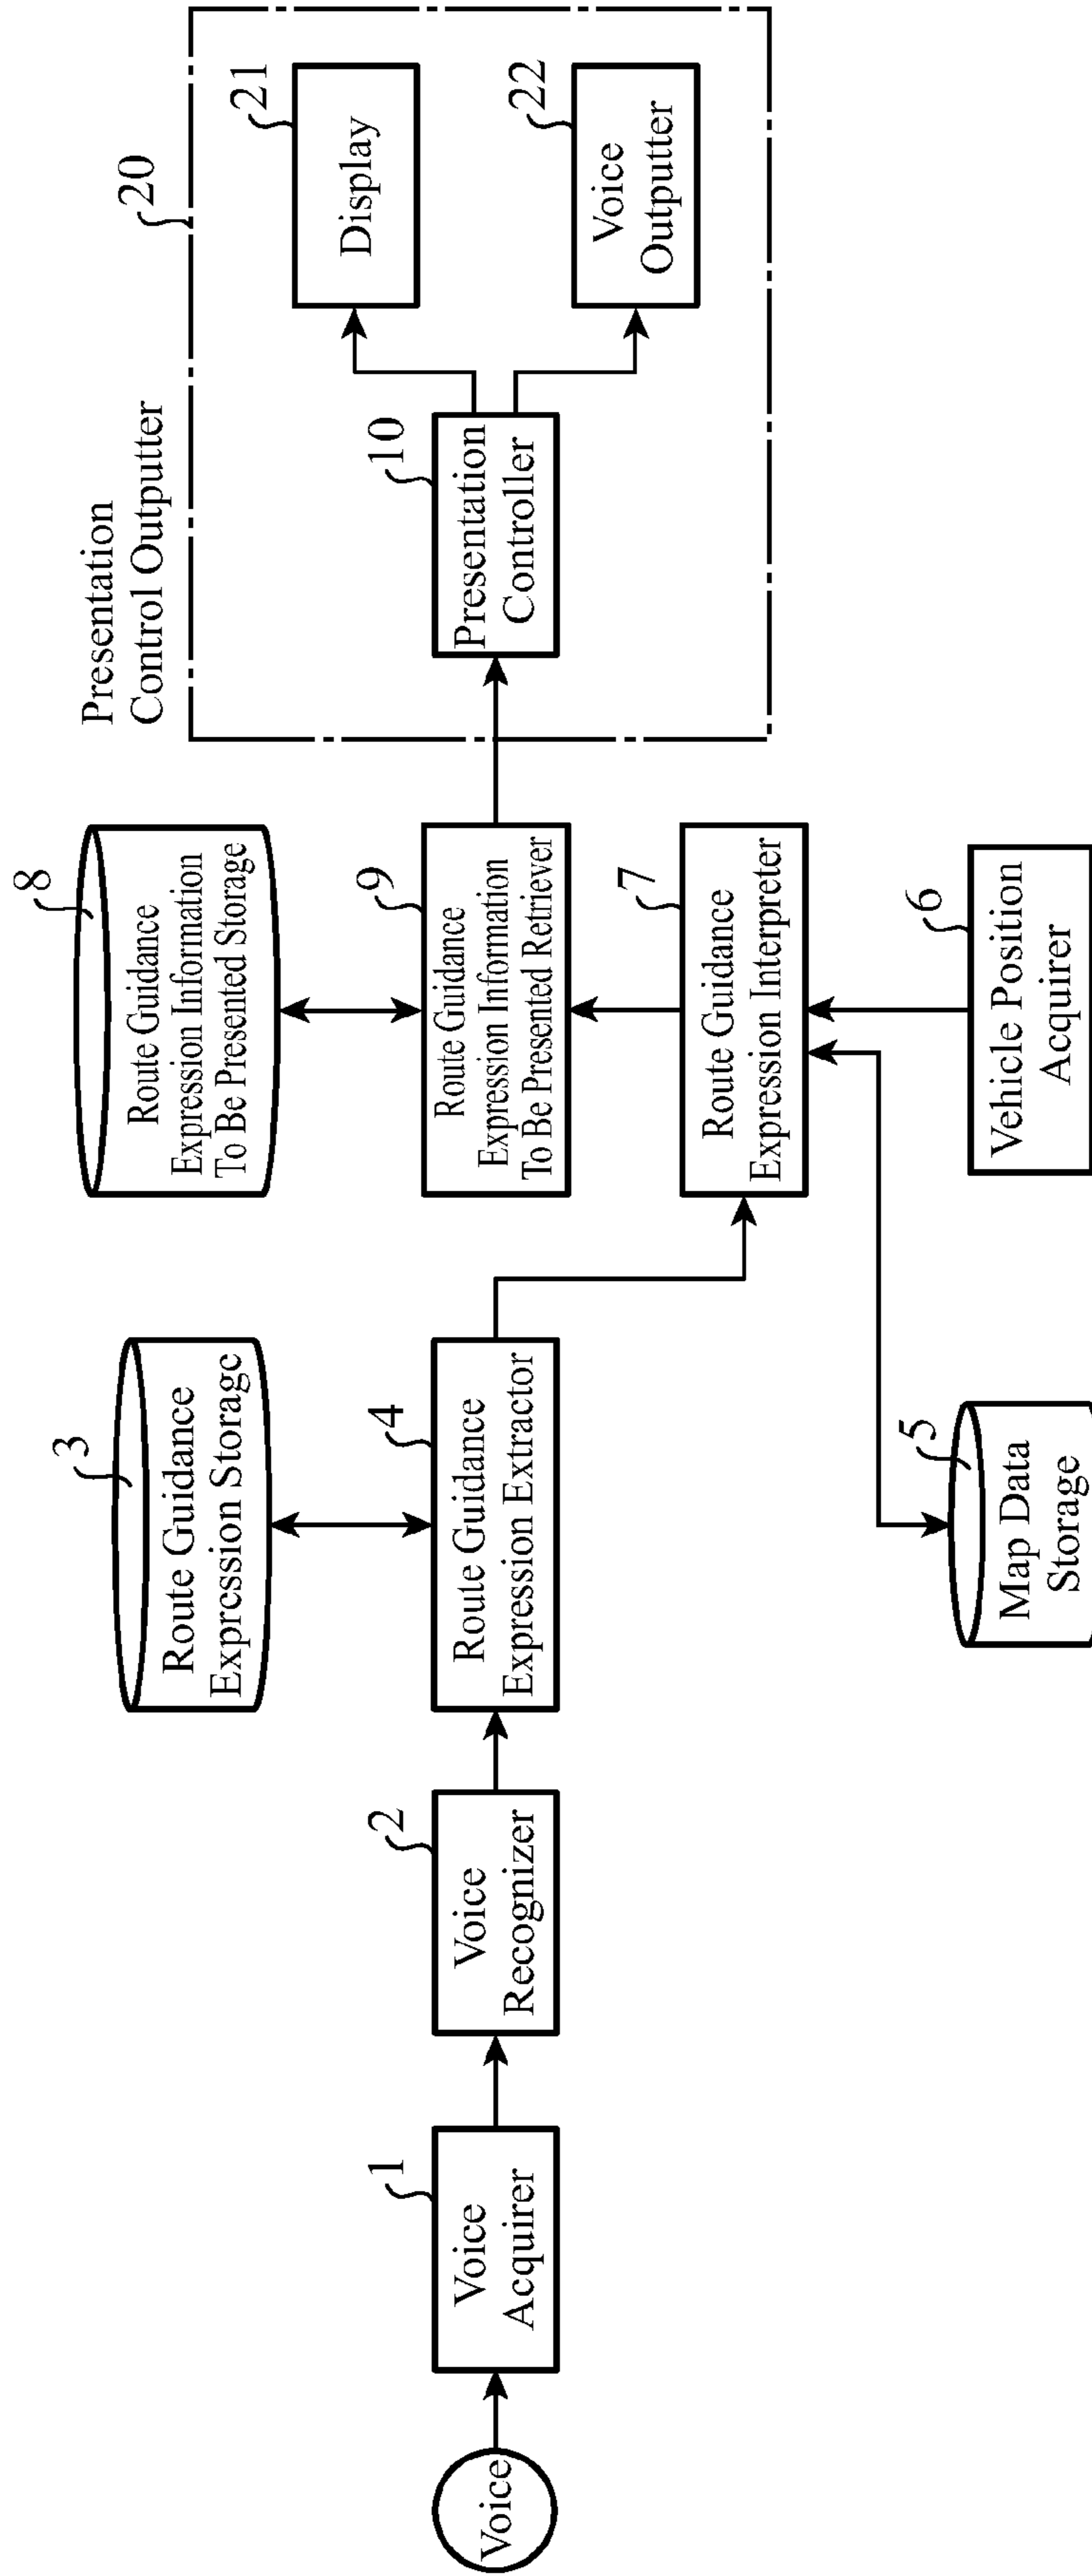 Voice
1
Voice
Acquirer
2
Voice
Recognizer
3
Route Guidance
Expression Storage
4
Route Guidance
Expression Extractor
5
Map Data
Storage
6
Vehicle Position
Acquirer
7
Route Guidance
Expression Interpreter
8
Route Guidance
Expression Information
To Be Presented Storage
9
Route Guidance
Expression Information
To Be Presented Retriever
Presentation
Control Outputter
20
10
Presentation
Controller
21
Display
22
Voice
Outputter